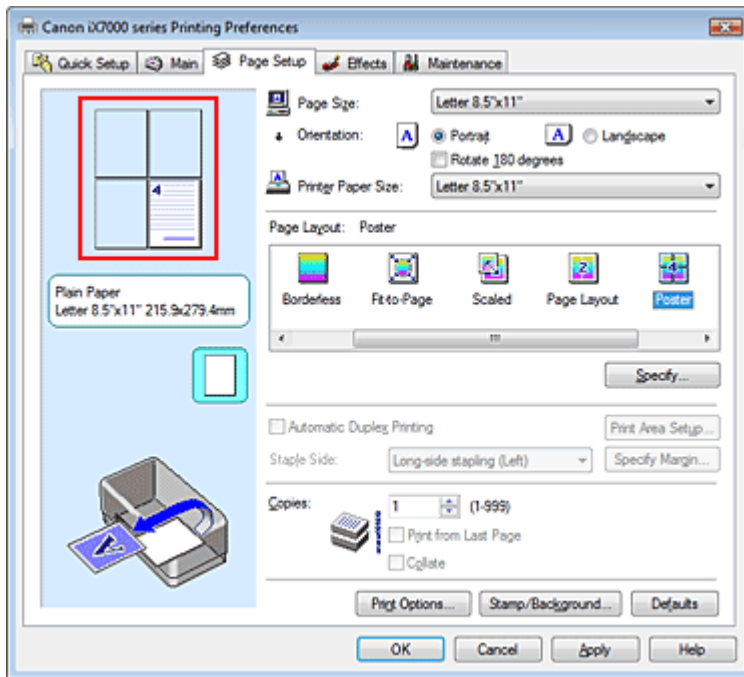 Canon iX7000 series Printing Preferences
Quick Setup Main Page Setup Effects Maintenance
Page Size: Letter 8.5"x11"
Orientation: A Portrait A Landscape
Rotate 180 degrees
Printer Paper Size: Letter 8.5"x11"
Page Layout: Poster
Borderless Fit-to-Page Scaled Page Layout Poster
Specify...
4
Plain Paper
Letter 8.5"x11" 215.9x279.4mm
Automatic Duplex Printing Print Area Setup...
Staple Side: Long-side stapling (Left) Specify Margin...
Copies: 1 (1-999)
Print from Last Page
Collate
A
Print Options... Stamp/Background... Defaults
OK Cancel Apply Help